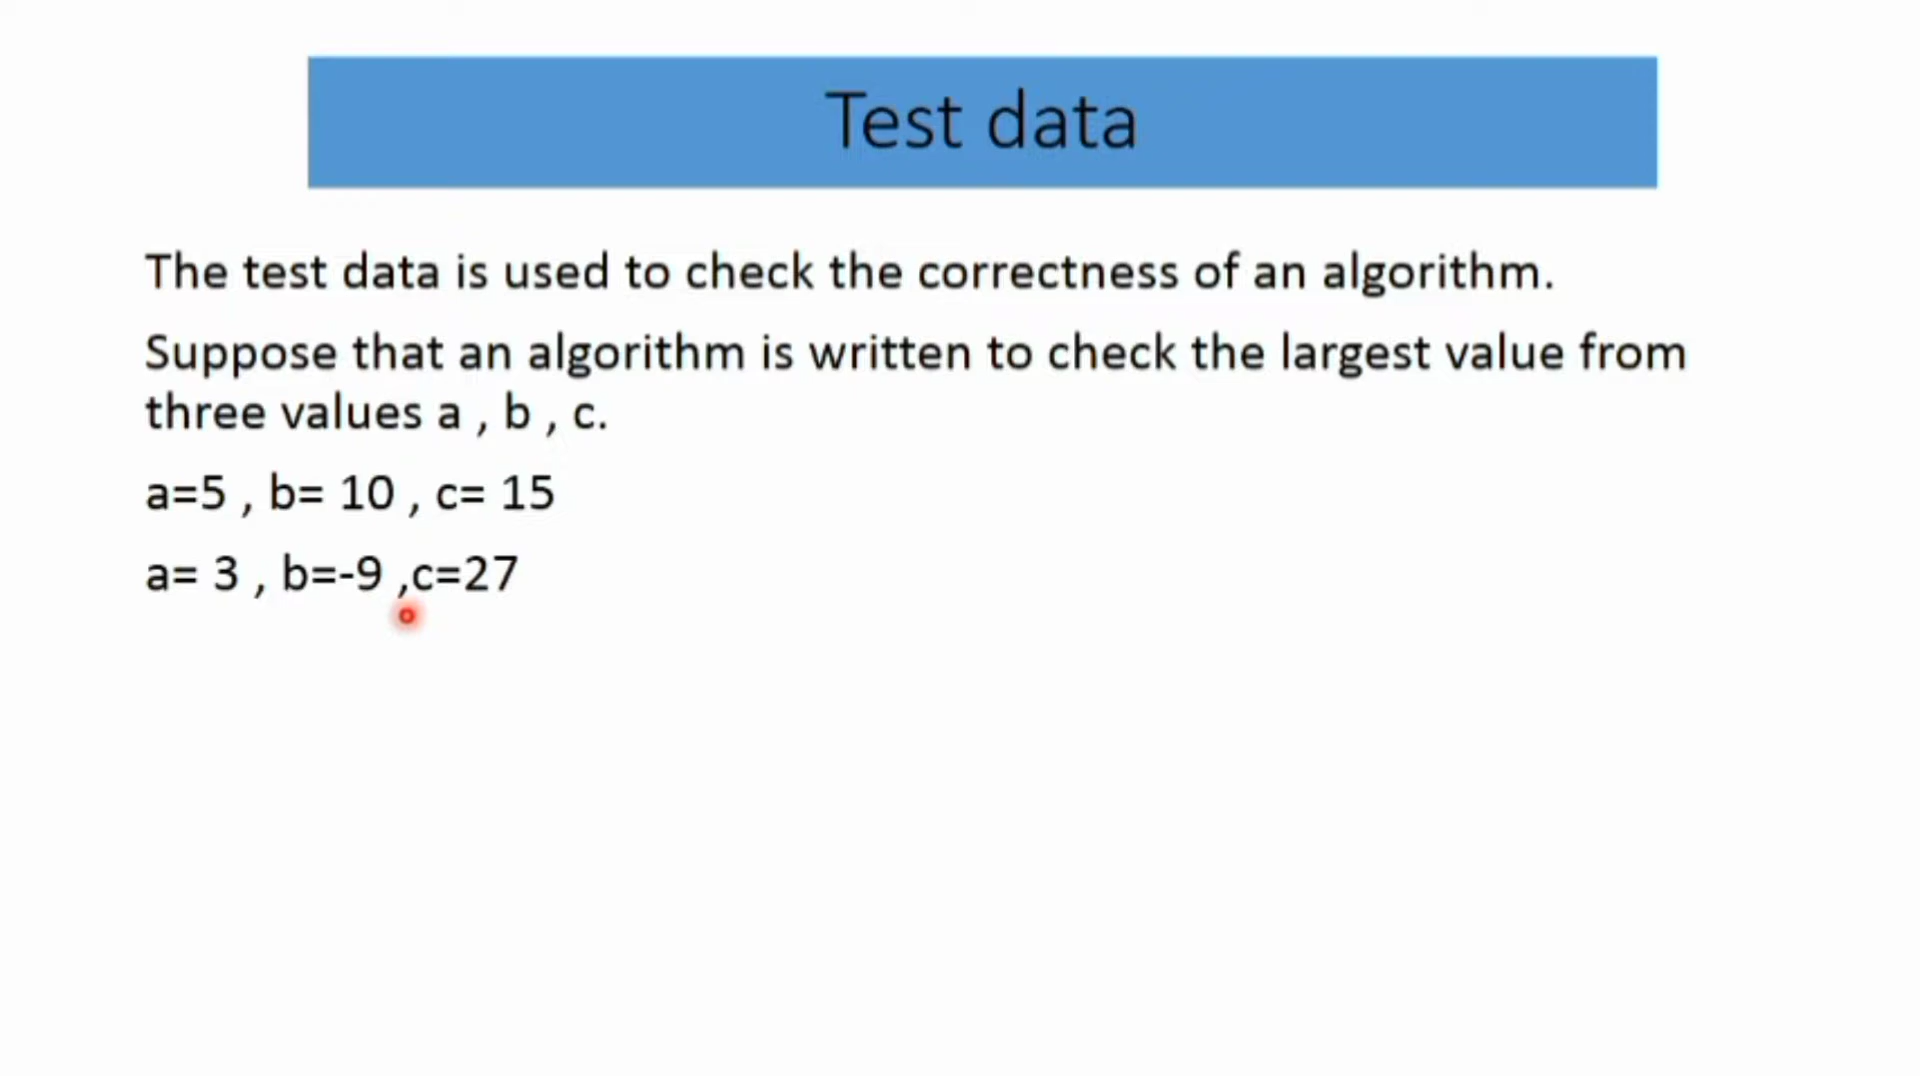 Test data
The test data is used to check the correctness of an algorithm.
Suppose that an algorithm is written to check the largest value from
three values a , b , c.
a=5 , b= 10 , c= 15
a= 3 , b=-9 ,c=27